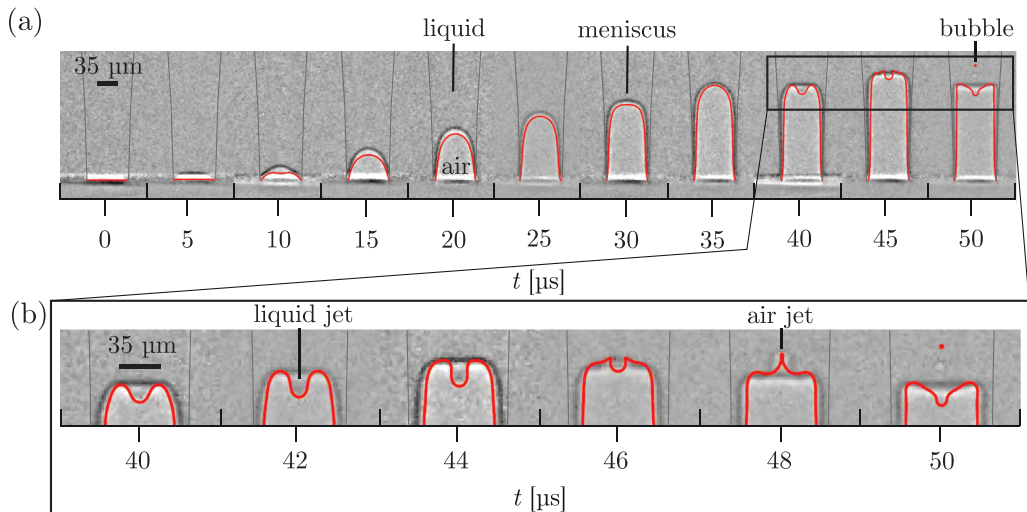 (a)
liquid
meniscus
bubble
35 µm
air
0 5 10 15 20 25 30 35 40 45 50
t [µs]
(b)
liquid jet
air jet
35 µm
40 42 44 46 48 50
t [µs]